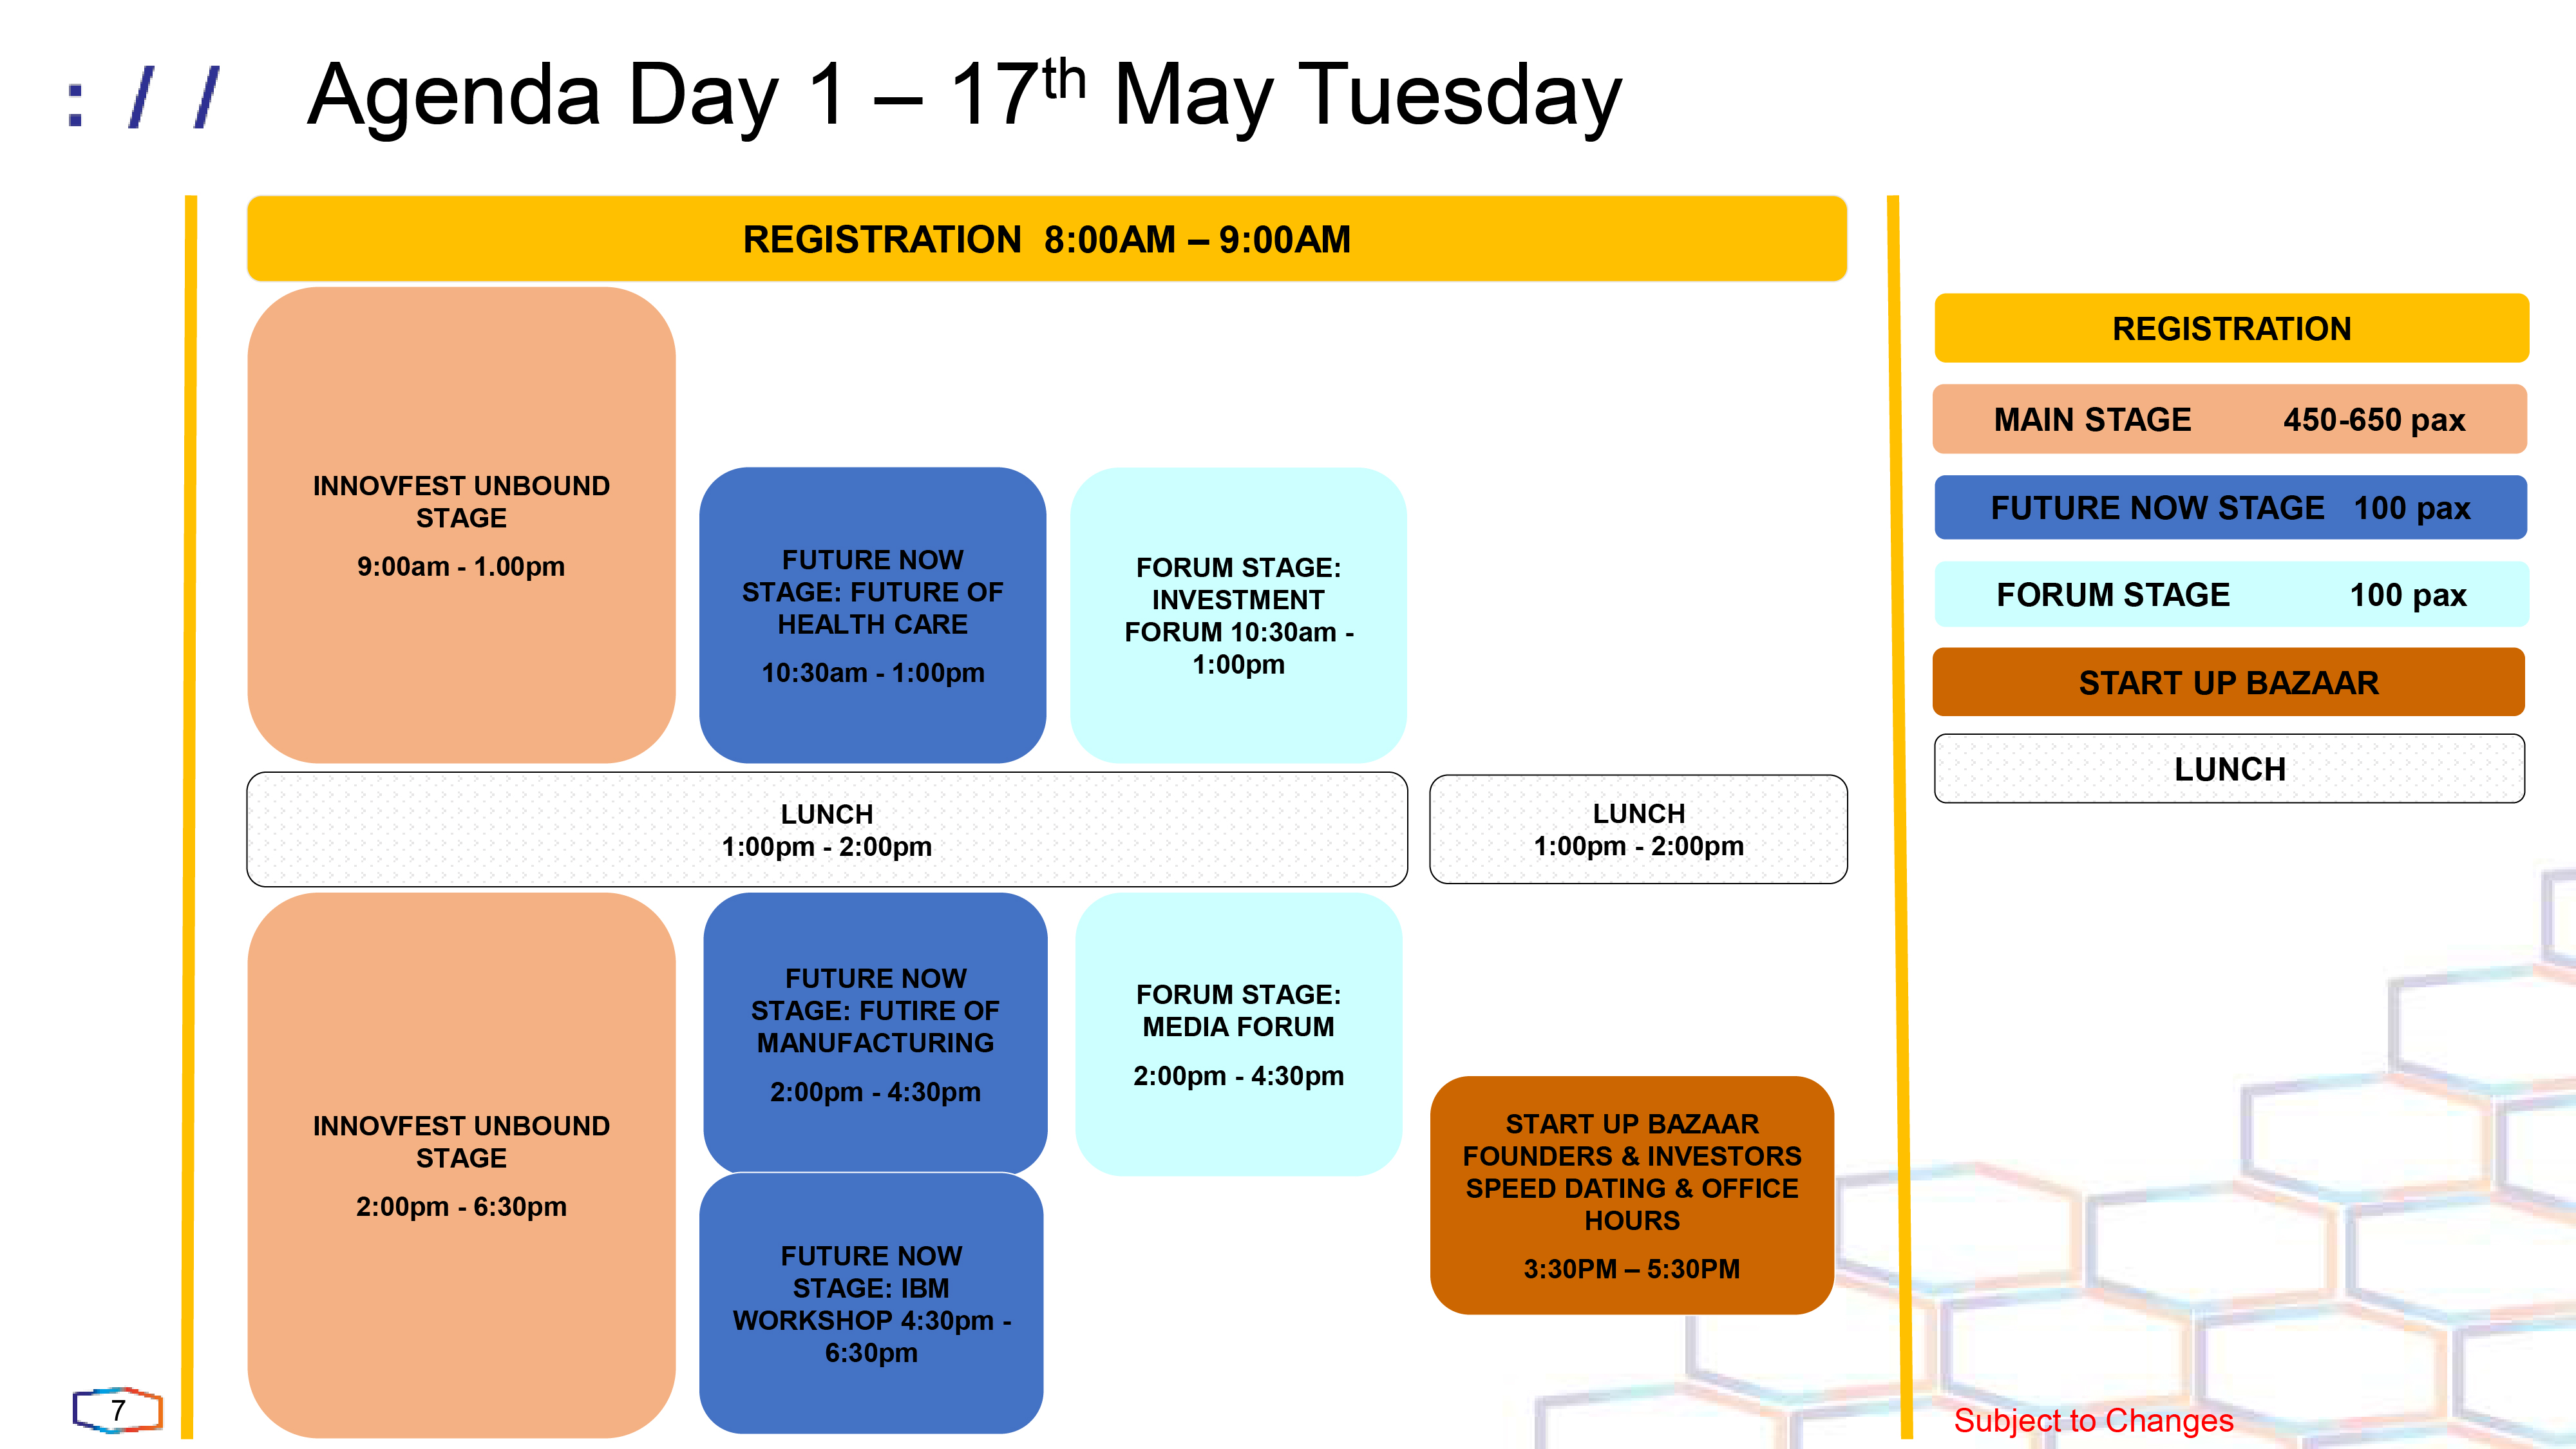 ://
Agenda Day 1 – 17th May Tuesday
REGISTRATION 8:00AM – 9:00AM
INNOVFEST UNBOUND
STAGE
9:00am - 1.00pm
FUTURE NOW
STAGE: FUTURE OF
HEALTH CARE
10:30am - 1:00pm
FORUM STAGE:
INVESTMENT
FORUM 10:30am -
1:00pm
LUNCH
1:00pm - 2:00pm
LUNCH
1:00pm - 2:00pm
INNOVFEST UNBOUND
STAGE
2:00pm - 6:30pm
FUTURE NOW
STAGE: FUTIRE OF
MANUFACTURING
2:00pm - 4:30pm
FORUM STAGE:
MEDIA FORUM
2:00pm - 4:30pm
FUTURE NOW
STAGE: IBM
WORKSHOP 4:30pm -
6:30pm
START UP BAZAAR
FOUNDERS & INVESTORS
SPEED DATING & OFFICE
HOURS
3:30PM – 5:30PM
REGISTRATION
MAIN STAGE 450-650 pax
FUTURE NOW STAGE 100 pax
FORUM STAGE 100 pax
START UP BAZAAR
LUNCH
7
Subject to Changes